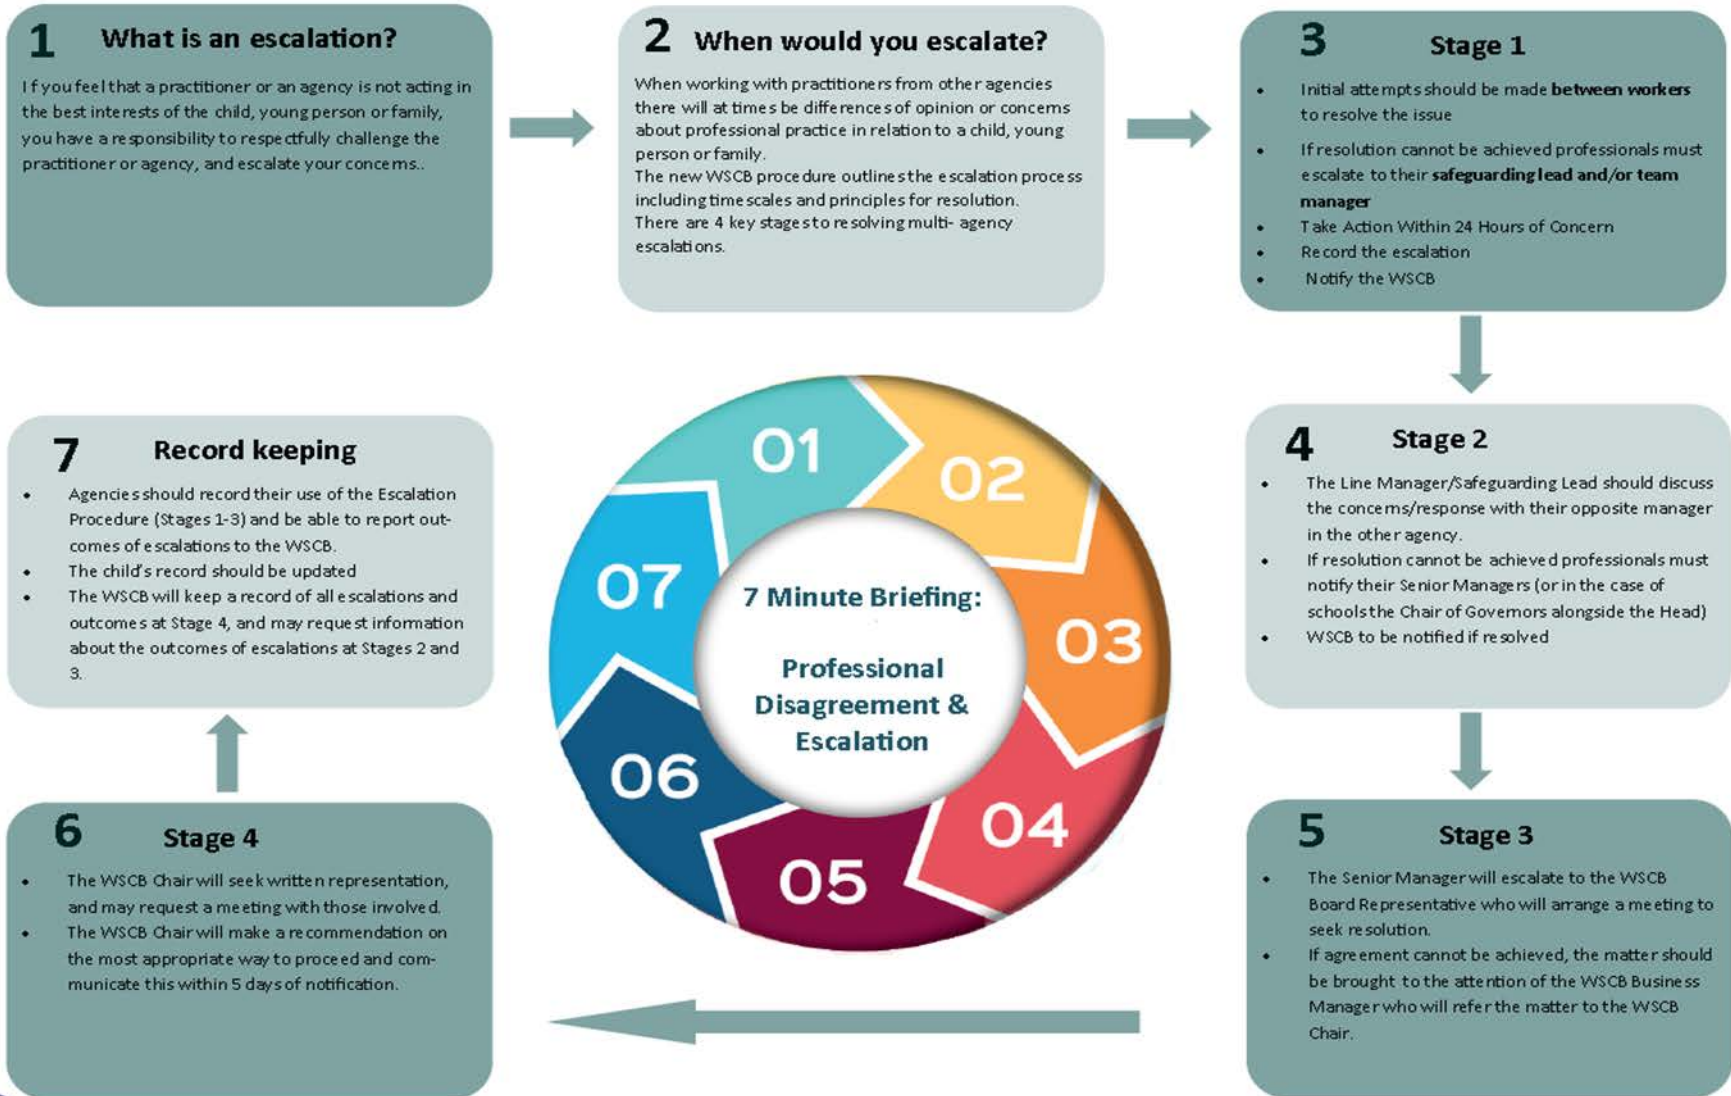 1 What is an escalation?
If you feel that a practitioner or an agency is not acting in
the best interests of the child, young person or family,
you have a responsibility to respectfully challenge the
practitioner or agency, and escalate your concerns..
2 When would you escalate?
When working with practitioners from other agencies
there will at times be differences of opinion or concerns
about professional practice in relation to a child, young
person or family.
The new WSCB procedure outlines the escalation process
including timescales and principles for resolution.
There are 4 key stages to resolving multi- agency
escalations.
3 Stage 1
• Initial attempts should be made between workers
to resolve the issue
• If resolution cannot be achieved professionals must
escalate to their safeguarding lead and/or team
manager
• Take Action Within 24 Hours of Concern
• Record the escalation
• Notify the WSCB
4 Stage 2
• The Line Manager/Safeguarding Lead should discuss
the concerns/response with their opposite manager
in the other agency.
• If resolution cannot be achieved professionals must
notify their Senior Managers (or in the case of
schools the Chair of Governors alongside the Head)
• WSCB to be notified if resolved
5 Stage 3
• The Senior Manager will escalate to the WSCB
Board Representative who will arrange a meeting to
seek resolution.
• If agreement cannot be achieved, the matter should
be brought to the attention of the WSCB Business
Manager who will refer the matter to the WSCB
Chair.
6 Stage 4
• The WSCB Chair will seek written representation,
and may request a meeting with those involved.
• The WSCB Chair will make a recommendation on
the most appropriate way to proceed and com-
municate this within 5 days of notification.
7 Record keeping
• Agencies should record their use of the Escalation
Procedure (Stages 1-3) and be able to report out-
comes of escalations to the WSCB.
• The child's record should be updated
• The WSCB will keep a record of all escalations and
outcomes at Stage 4, and may request information
about the outcomes of escalations at Stages 2 and
3.
01
02
03
04
05
06
07
7 Minute Briefing:
Professional
Disagreement &
Escalation